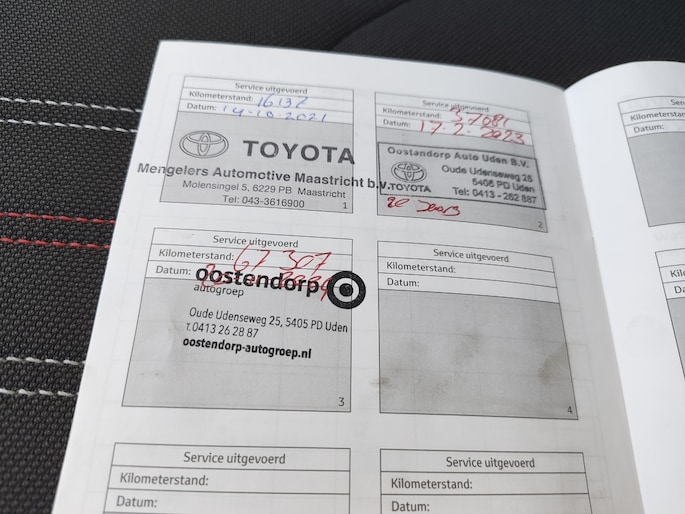 Service uitgevoerd
Kilometerstand: 16137
Datum: 14-10-2021
TOYOTA
Mengelers Automotive Maastricht b.v.
Molensingel 5, 6229 PB Maastricht
Tel: 043-3616900
1
Service uitgevoerd
Kilometerstand: 37081
Datum: 17-2-2023
Oostendorp Auto Uden B.V.
Oude Udenseweg 25
5405 PD Uden
TOYOTA
Tel: 0413-262 887
2
Service uitgevoerd
Kilometerstand: 67 307
Datum:
oostendorp
autogroep
Oude Udenseweg 25, 5405 PD Uden
T.0413 26 28 87
oostendorp-autogroep.nl
3
Service uitgevoerd
Kilometerstand:
Datum:
4
Service uitgevoerd
Kilometerstand:
Datum:
Service uitgevoerd
Kilometerstand:
Datum: